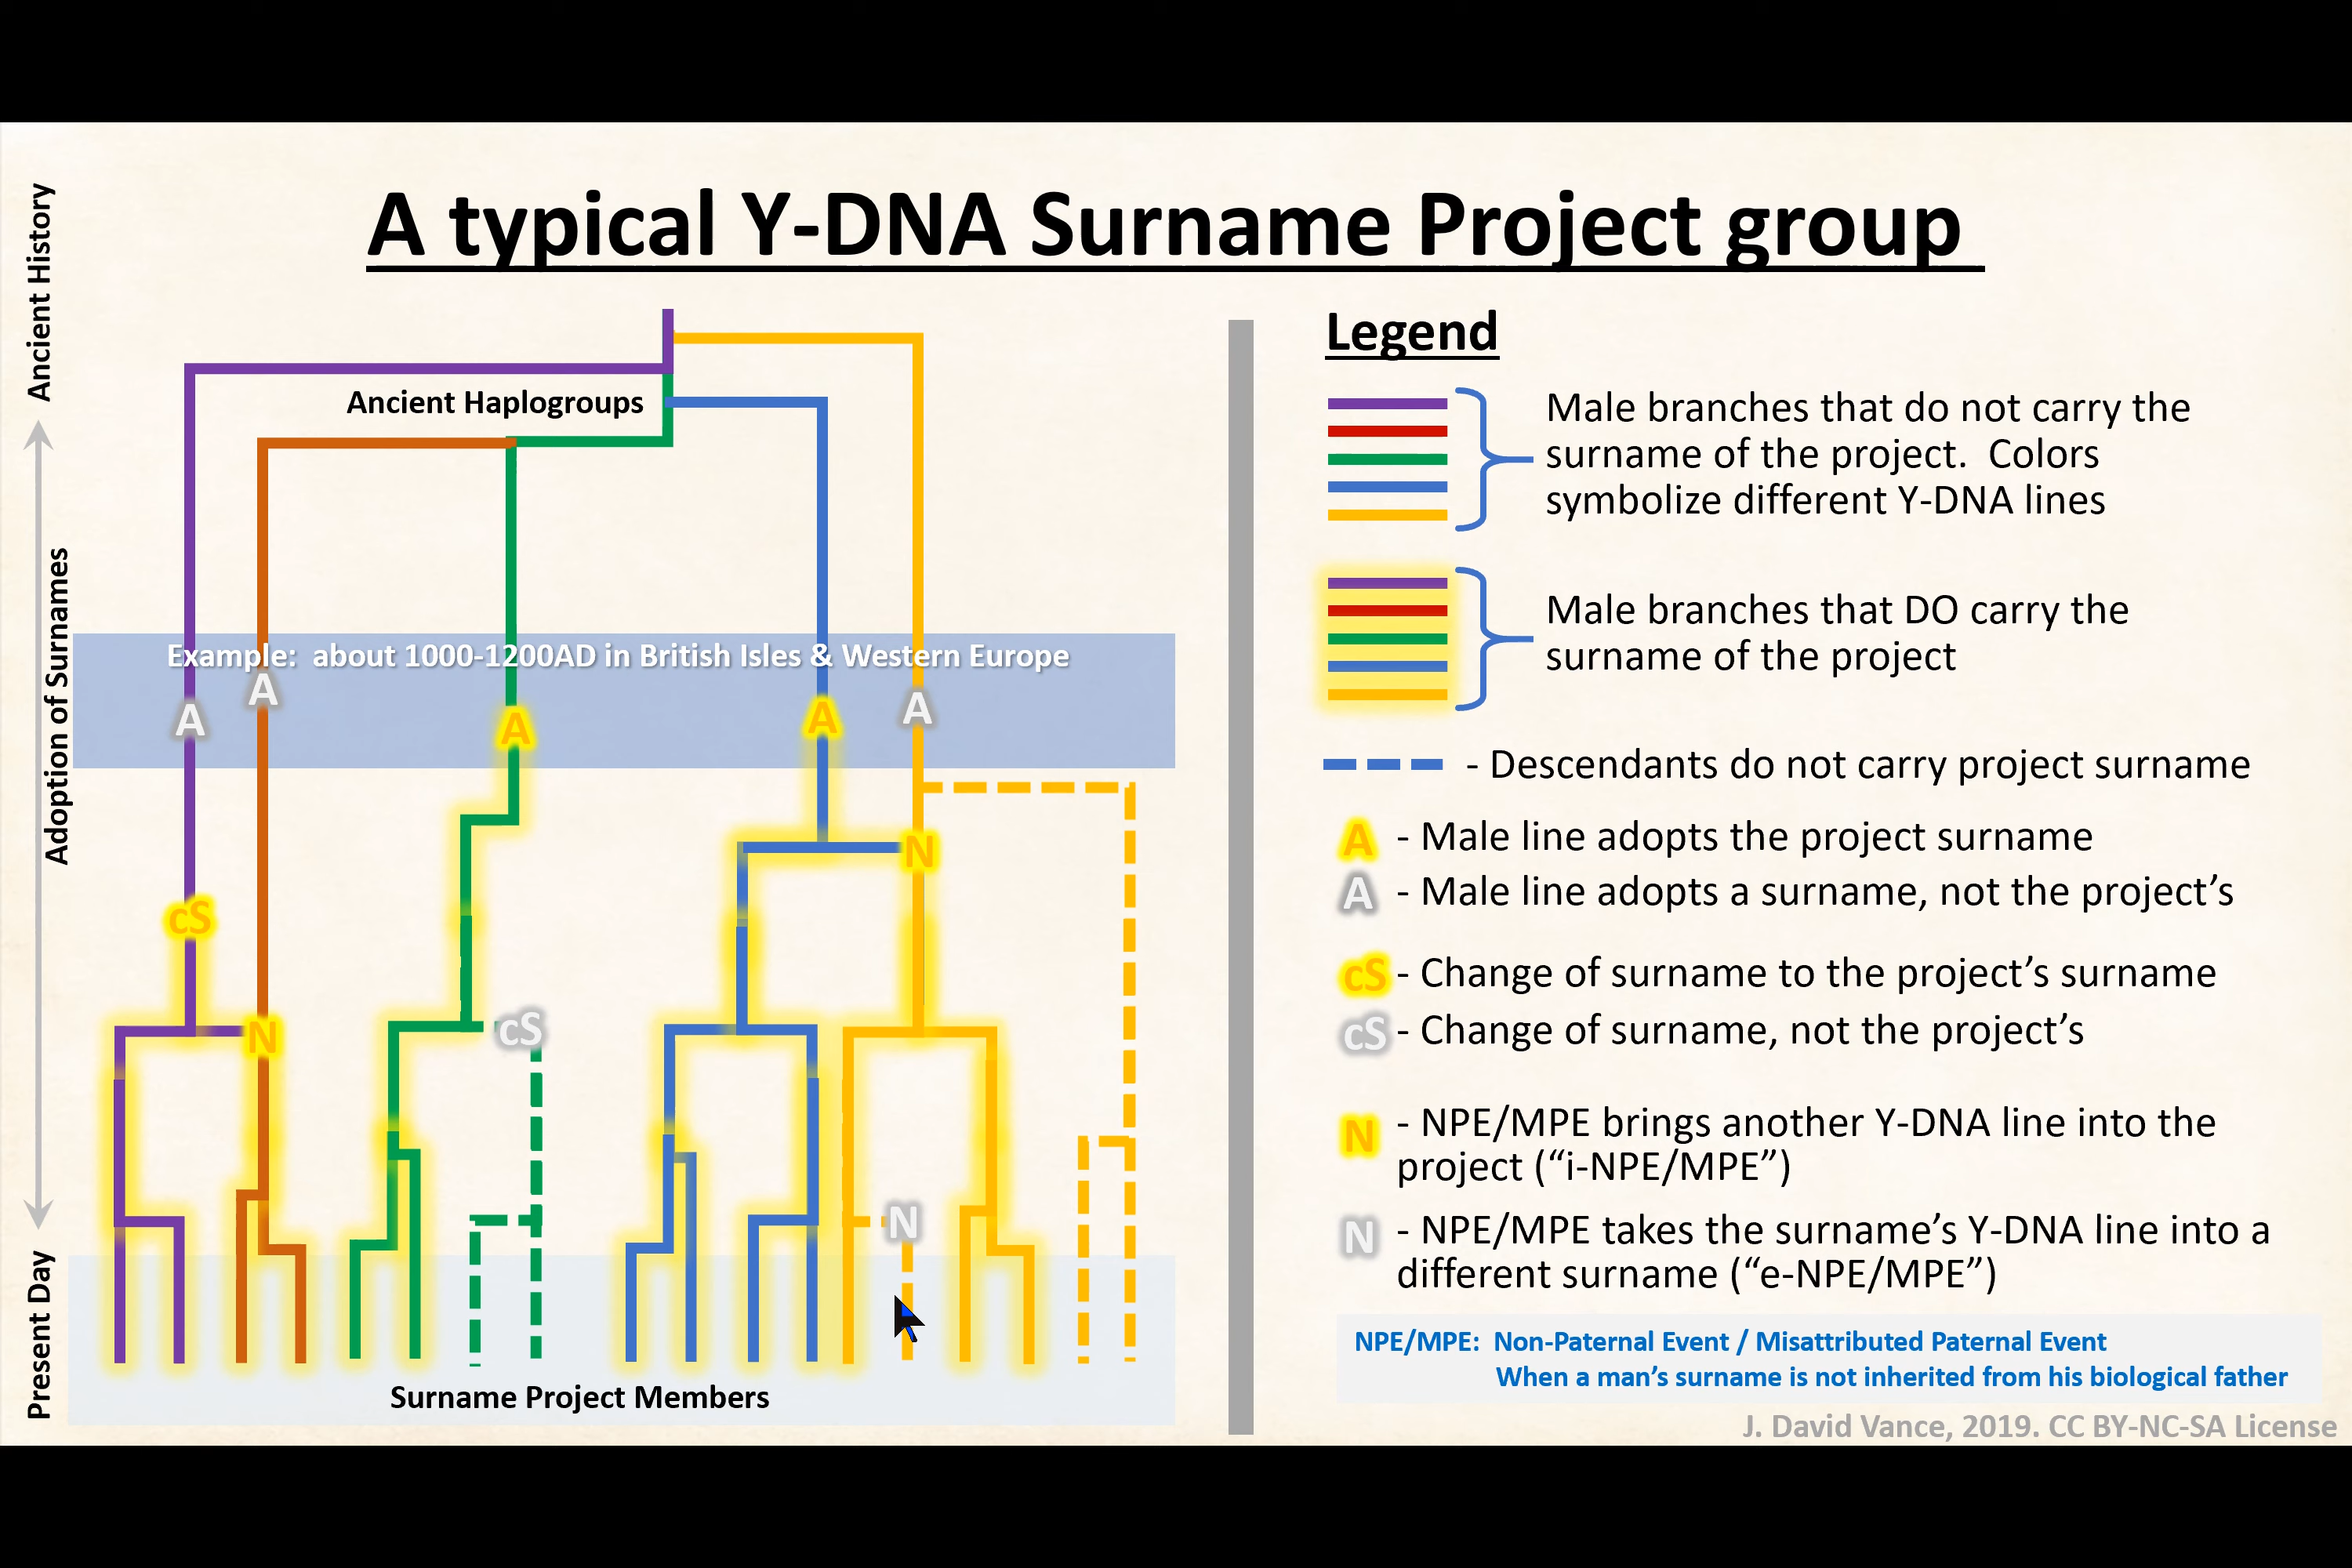 A typical Y-DNA Surname Project group
Ancient History
Adoption of Surnames
Present Day
Ancient Haplogroups
Example:  about 1000-1200AD in British Isles & Western Europe
A
A
A
A
A
N
cS
N
cS
N
Surname Project Members
Legend
Male branches that do not carry the
surname of the project.  Colors
symbolize different Y-DNA lines
Male branches that DO carry the
surname of the project
- Descendants do not carry project surname
A - Male line adopts the project surname
A - Male line adopts a surname, not the project’s
cS - Change of surname to the project’s surname
cS - Change of surname, not the project’s
N - NPE/MPE brings another Y-DNA line into the
project (“i-NPE/MPE”)
N - NPE/MPE takes the surname’s Y-DNA line into a
different surname (“e-NPE/MPE”)
NPE/MPE:  Non-Paternal Event / Misattributed Paternal Event
When a man’s surname is not inherited from his biological father
J. David Vance, 2019. CC BY-NC-SA License